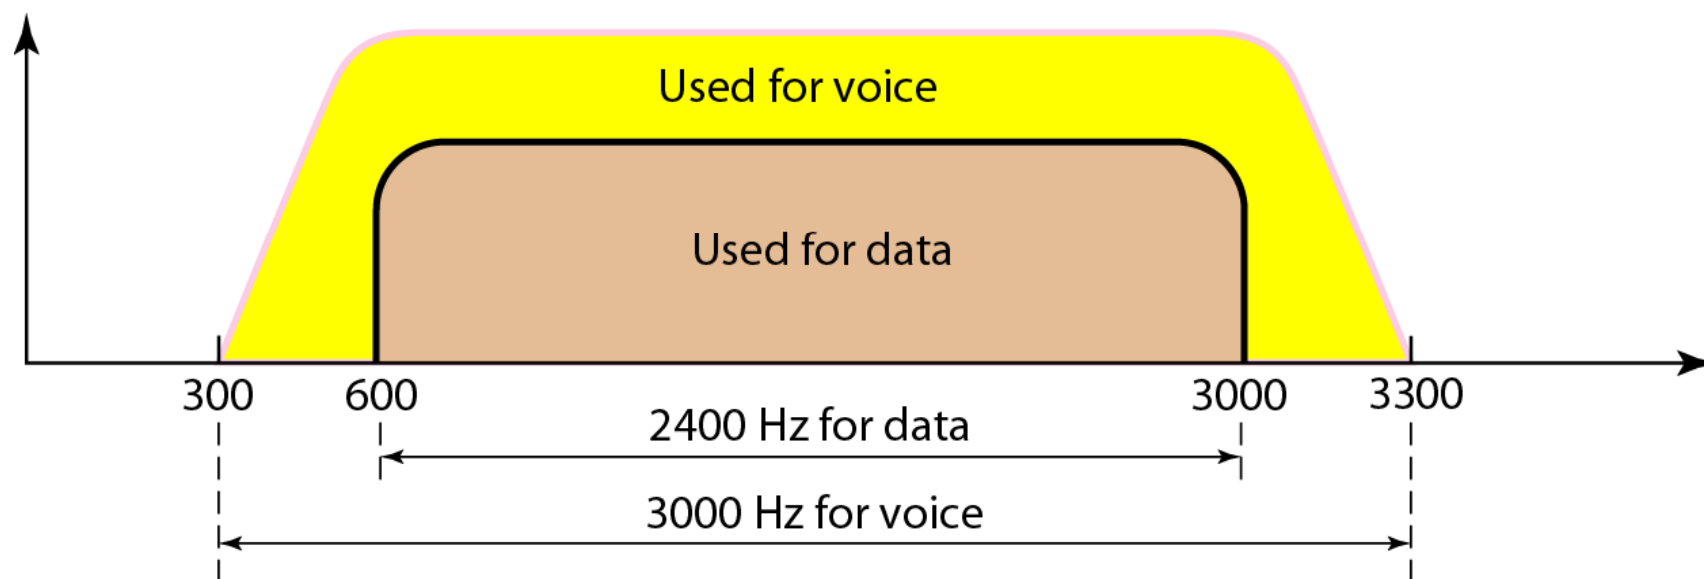 Used for voice
Used for data
300 600 3000 3300
2400 Hz for data
3000 Hz for voice